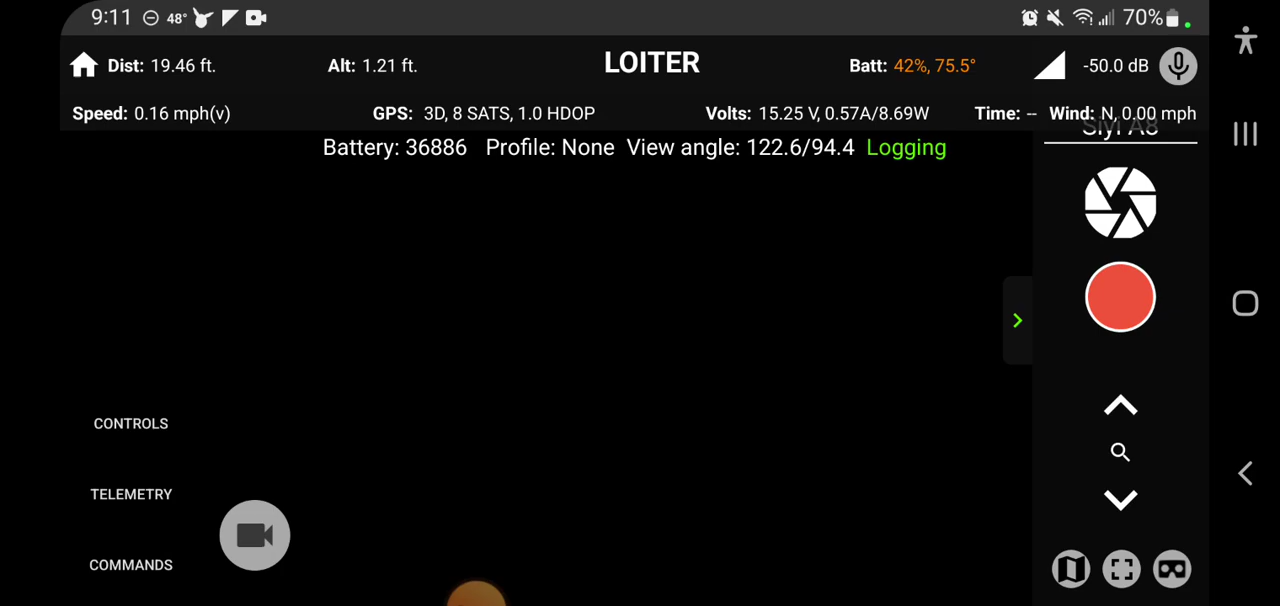 9:11 48° 70%
Dist: 19.46 ft. Alt: 1.21 ft. LOITER Batt: 42%, 75.5° -50.0 dB
Speed: 0.16 mph(v) GPS: 3D, 8 SATS, 1.0 HDOP Volts: 15.25 V, 0.57A/8.69W Time: -- Wind: N, 0.00 mph
Siyi A8
Battery: 36886 Profile: None View angle: 122.6/94.4 Logging
CONTROLS
TELEMETRY
COMMANDS